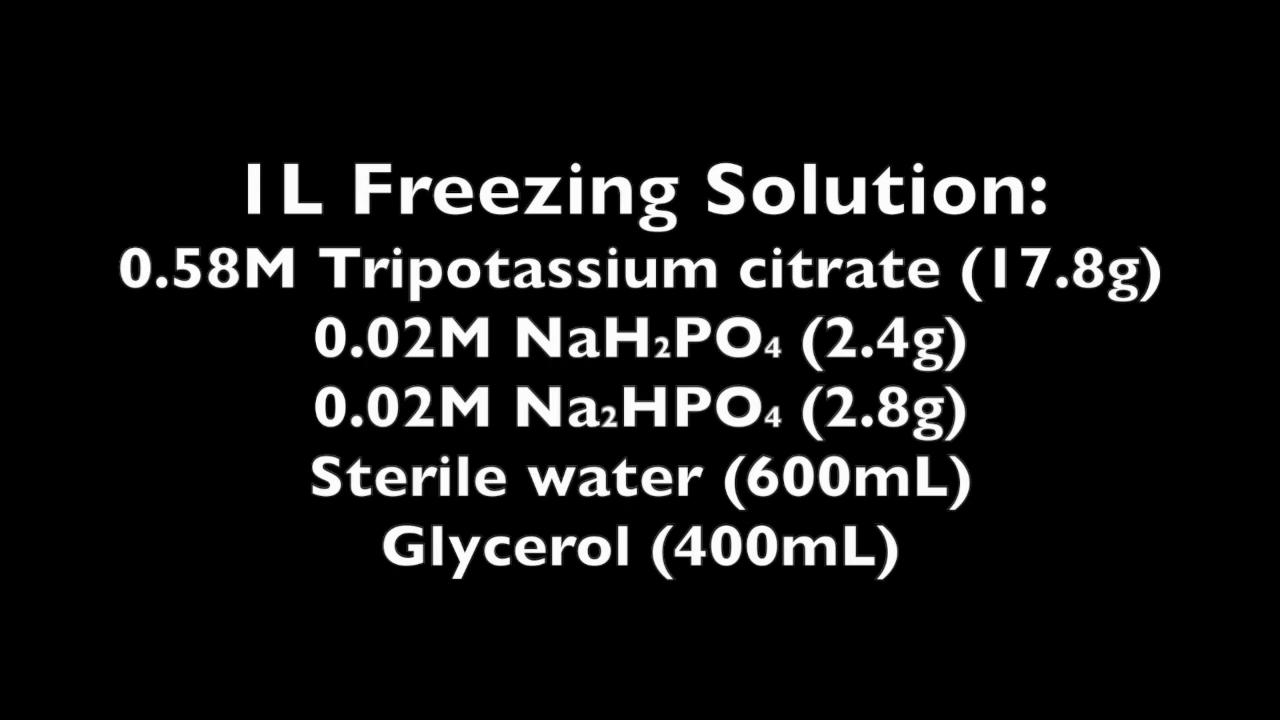 1L Freezing Solution:
0.58M Tripotassium citrate (17.8g)
0.02M NaH₂PO₄ (2.4g)
0.02M Na₂HPO₄ (2.8g)
Sterile water (600mL)
Glycerol (400mL)